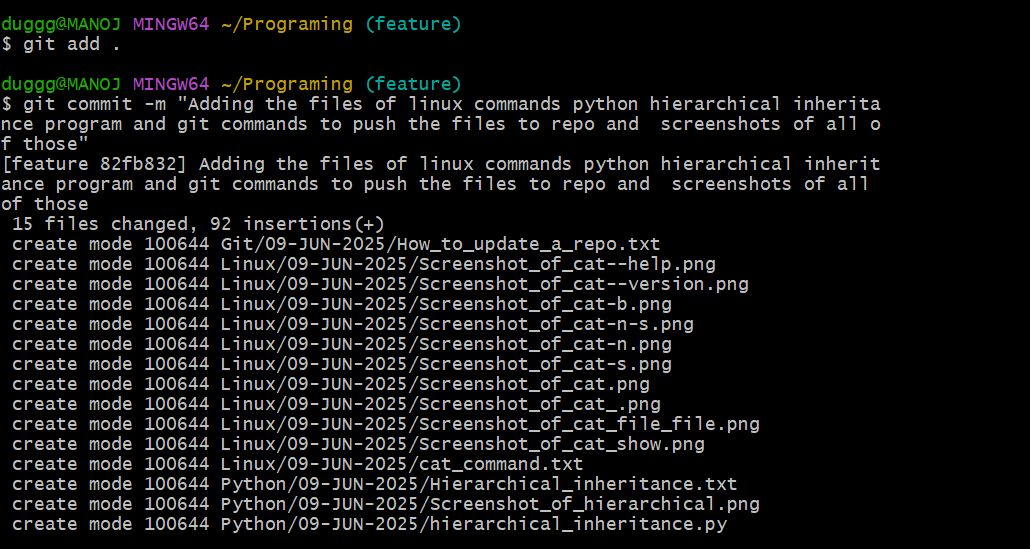 duggg@MANOJ MINGW64 ~/Programing (feature)
$ git add .
duggg@MANOJ MINGW64 ~/Programing (feature)
$ git commit -m "Adding the files of linux commands python hierarchical inherita
nce program and git commands to push the files to repo and  screenshots of all o
f those"
[feature 82fb832] Adding the files of linux commands python hierarchical inherit
ance program and git commands to push the files to repo and  screenshots of all
of those
 15 files changed, 92 insertions(+)
 create mode 100644 Git/09-JUN-2025/How_to_update_a_repo.txt
 create mode 100644 Linux/09-JUN-2025/Screenshot_of_cat--help.png
 create mode 100644 Linux/09-JUN-2025/Screenshot_of_cat--version.png
 create mode 100644 Linux/09-JUN-2025/Screenshot_of_cat-b.png
 create mode 100644 Linux/09-JUN-2025/Screenshot_of_cat-n-s.png
 create mode 100644 Linux/09-JUN-2025/Screenshot_of_cat-n.png
 create mode 100644 Linux/09-JUN-2025/Screenshot_of_cat-s.png
 create mode 100644 Linux/09-JUN-2025/Screenshot_of_cat.png
 create mode 100644 Linux/09-JUN-2025/Screenshot_of_cat_.png
 create mode 100644 Linux/09-JUN-2025/Screenshot_of_cat_file_file.png
 create mode 100644 Linux/09-JUN-2025/Screenshot_of_cat_show.png
 create mode 100644 Linux/09-JUN-2025/cat_command.txt
 create mode 100644 Python/09-JUN-2025/Hierarchical_inheritance.txt
 create mode 100644 Python/09-JUN-2025/Screenshot_of_hierarchical.png
 create mode 100644 Python/09-JUN-2025/hierarchical_inheritance.py